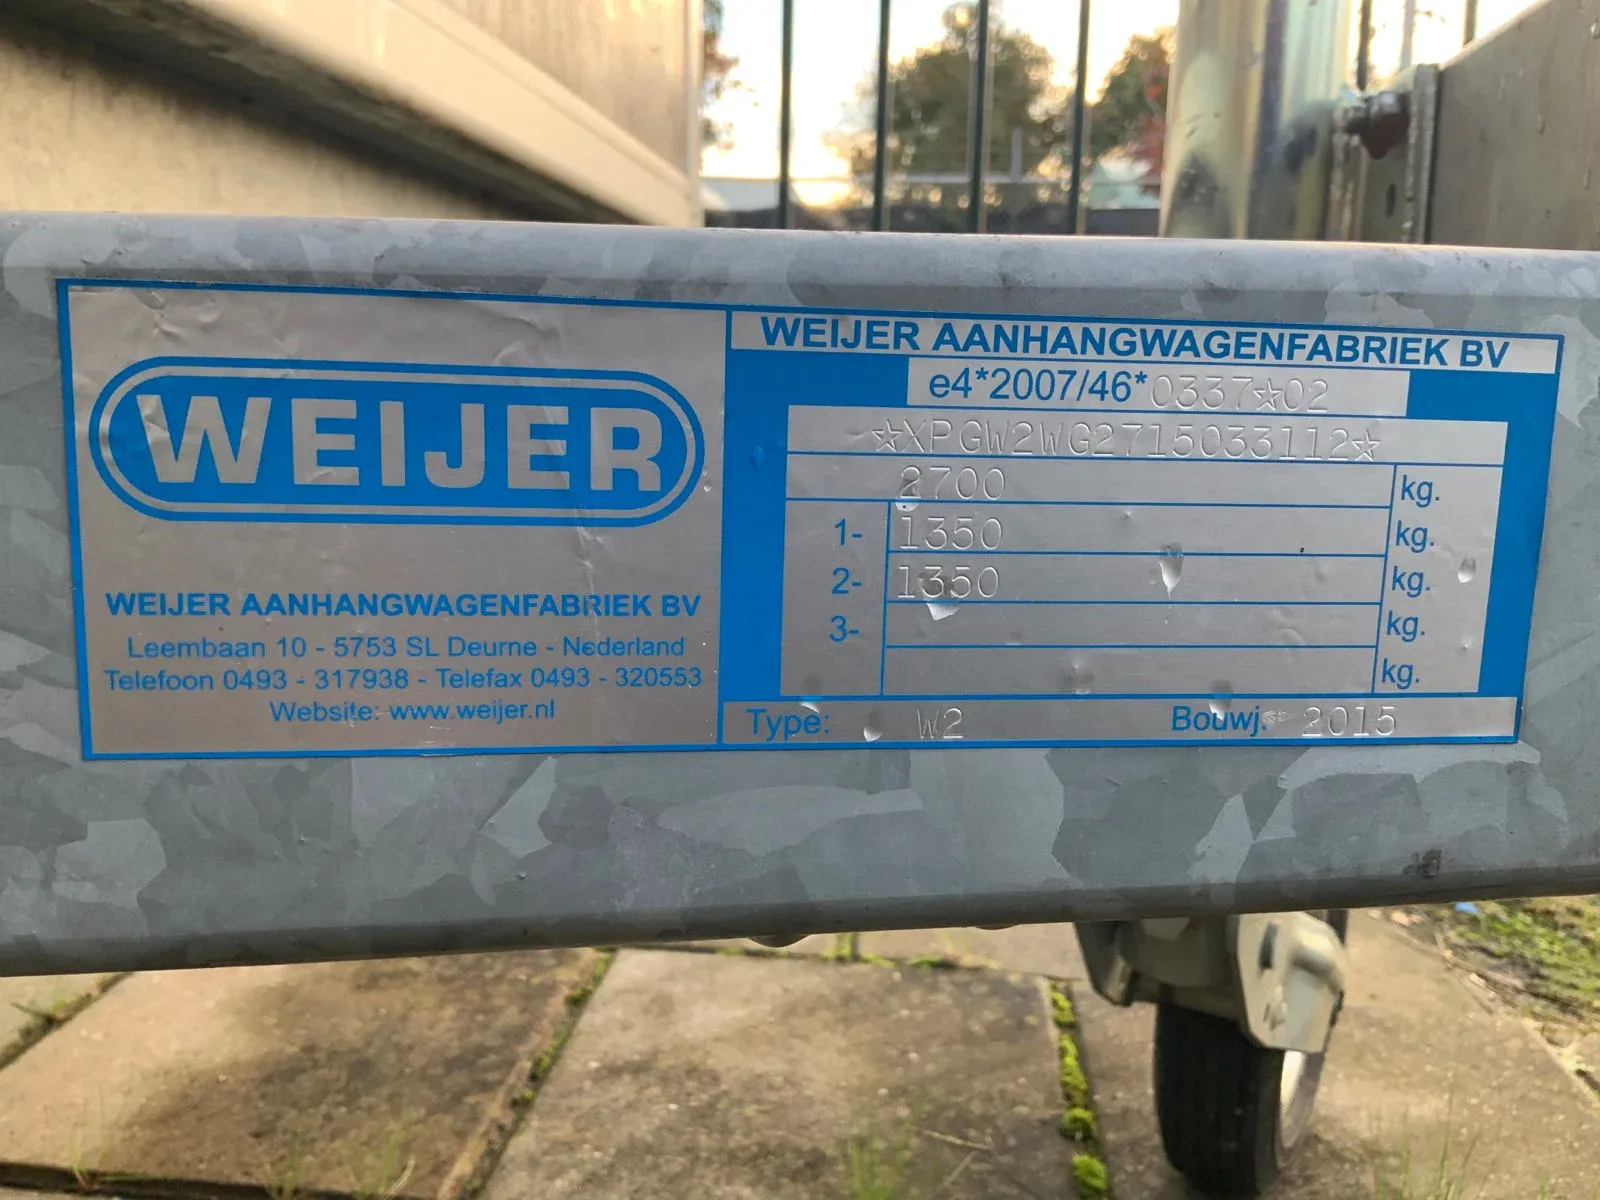 WEIJER
WEIJER AANHANGWAGENFABRIEK BV
Leembaan 10 - 5753 SL Deurne - Nederland
Telefoon 0493 - 317938 - Telefax 0493 - 320553
Website: www.weijer.nl
WEIJER AANHANGWAGENFABRIEK BV
e4*2007/46*0337☆02
☆XPGW2WG2715033112☆
2700 kg.
1- 1350 kg.
2- 1350 kg.
3- kg.
kg.
Type: W2 Bouwj. 2015